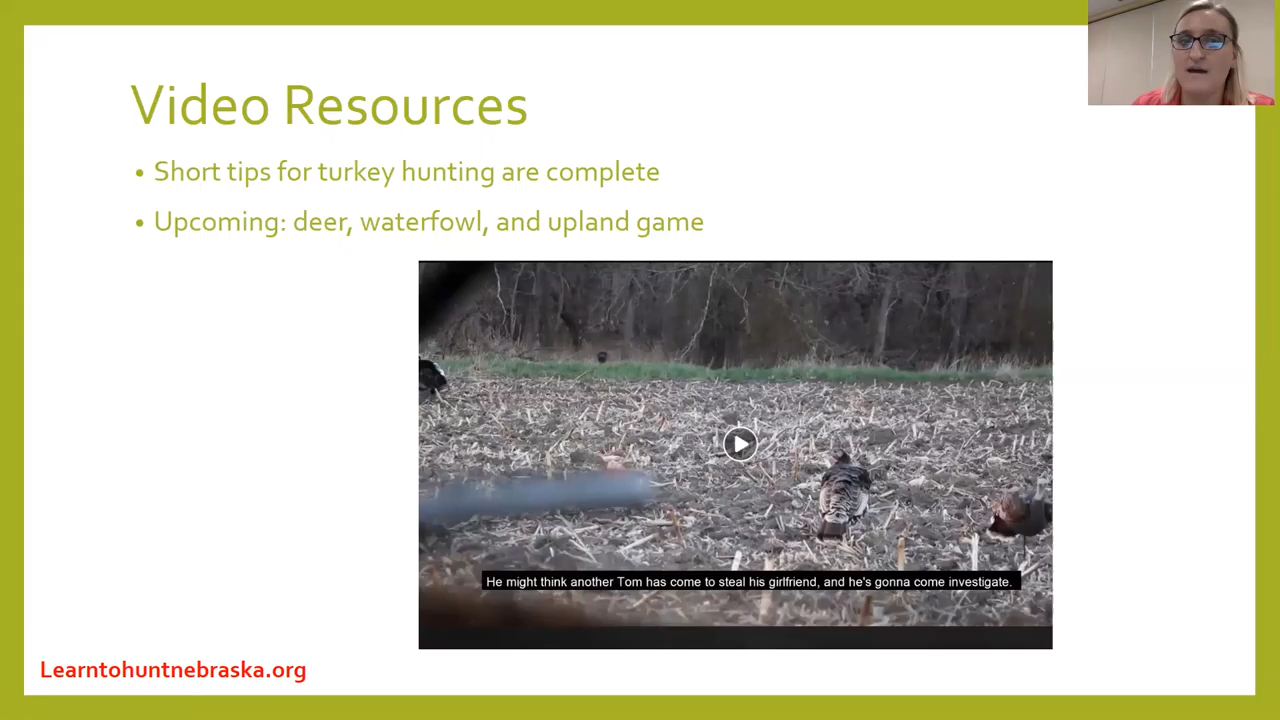 Video Resources
• Short tips for turkey hunting are complete
• Upcoming: deer, waterfowl, and upland game
He might think another Tom has come to steal his girlfriend, and he's gonna come investigate.
Learntohuntnebraska.org